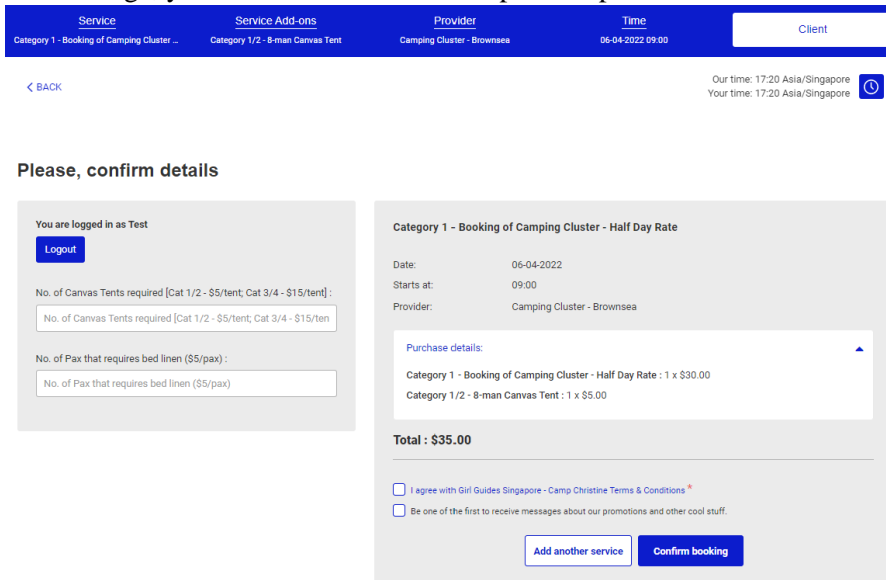 Service Service Add-ons Provider Time
Category 1 - Booking of Camping Cluster ... Category 1/2 - 8-man Canvas Tent Camping Cluster - Brownsea 06-04-2022 09:00 Client
BACK
Our time: 17:20 Asia/Singapore
Your time: 17:20 Asia/Singapore
Please, confirm details
You are logged in as Test
Logout
No. of Canvas Tents required [Cat 1/2 - $5/tent; Cat 3/4 - $15/tent] :
No. of Canvas Tents required [Cat 1/2 - $5/tent; Cat 3/4 - $15/ten
No. of Pax that requires bed linen ($5/pax) :
No. of Pax that requires bed linen ($5/pax)
Category 1 - Booking of Camping Cluster - Half Day Rate
Date: 06-04-2022
Starts at: 09:00
Provider: Camping Cluster - Brownsea
Purchase details:
Category 1 - Booking of Camping Cluster - Half Day Rate : 1 x $30.00
Category 1/2 - 8-man Canvas Tent : 1 x $5.00
Total : $35.00
I agree with Girl Guides Singapore - Camp Christine Terms & Conditions *
Be one of the first to receive messages about our promotions and other cool stuff.
Add another service Confirm booking